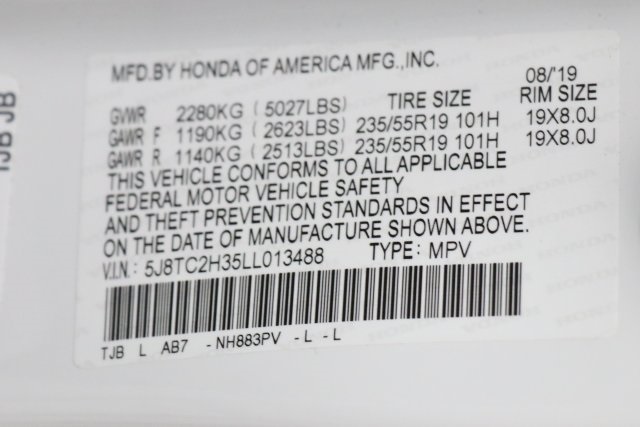 MFD.BY HONDA OF AMERICA MFG.,INC.
08/'19
GVWR 2280KG (5027LBS) TIRE SIZE RIM SIZE
GAWR F 1190KG (2623LBS) 235/55R19 101H 19X8.0J
GAWR R 1140KG (2513LBS) 235/55R19 101H 19X8.0J
THIS VEHICLE CONFORMS TO ALL APPLICABLE
FEDERAL MOTOR VEHICLE SAFETY
AND THEFT PREVENTION STANDARDS IN EFFECT
ON THE DATE OF MANUFACTURE SHOWN ABOVE.
V.I.N.: 5J8TC2H35LL013488 TYPE: MPV
TJB L AB7 -NH883PV -L -L
TJB JB